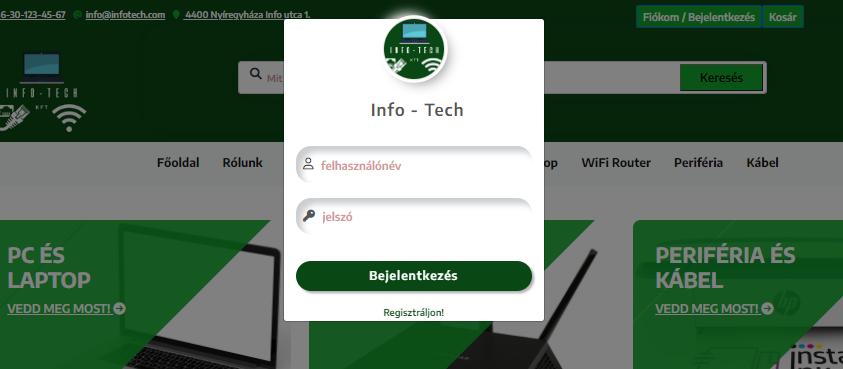 6-30-123-45-67 info@infotech.com 4400 Nyíregyháza Info utca 1.
Fiókom / Bejelentkezés Kosár
INFO-TECH
KFT
INFO-TECH
KFT
Mit
Keresés
Info - Tech
Főoldal Rólunk op WiFi Router Periféria Kábel
felhasználónév
jelszó
Bejelentkezés
Regisztráljon!
PC ÉS
LAPTOP
VEDD MEG MOST!
PERIFÉRIA ÉS
KÁBEL
VEDD MEG MOST!
hp
insta